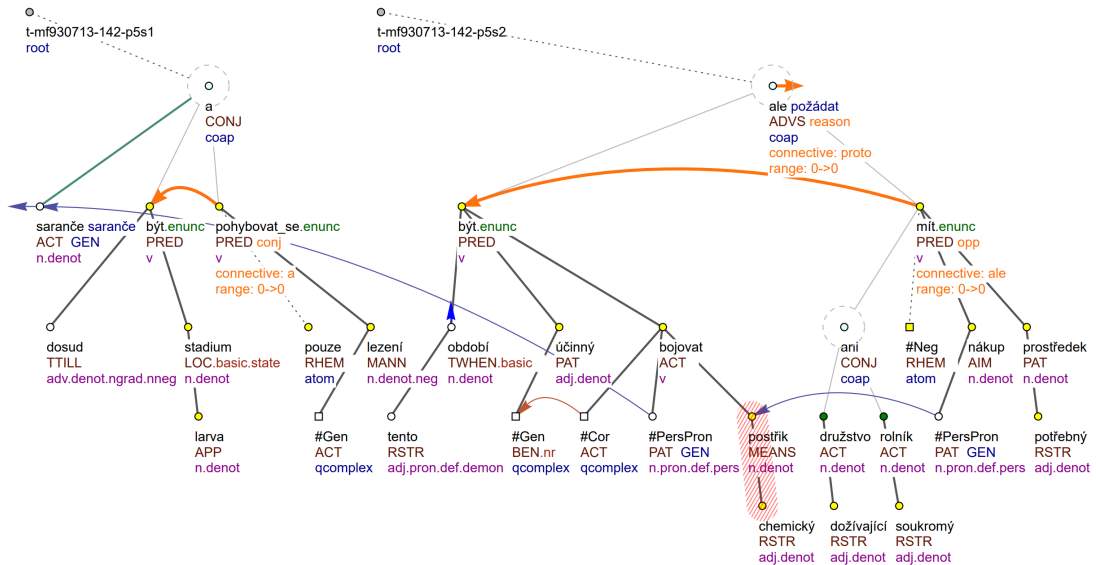 t-mf930713-142-p5s1
root
t-mf930713-142-p5s2
root
a
CONJ
coap
ale požádat
ADVS reason
coap
connective: proto
range: 0->0
saranče saranče
ACT GEN
n.denot
být.enunc
PRED
v
pohybovat_se.enunc
PRED conj
v
connective: a
range: 0->0
být.enunc
PRED
v
mít.enunc
PRED opp
v
connective: ale
range: 0->0
dosud
TTILL
adv.denot.ngrad.nneg
stadium
LOC.basic.state
n.denot
pouze
RHEM
atom
lezení
MANN
n.denot.neg
období
TWHEN.basic
n.denot
účinný
PAT
adj.denot
bojovat
ACT
v
ani
CONJ
coap
#Neg
RHEM
atom
nákup
AIM
n.denot
prostředek
PAT
n.denot
larva
APP
n.denot
#Gen
ACT
qcomplex
tento
RSTR
adj.pron.def.demon
#Gen
BEN.nr
qcomplex
#Cor
ACT
qcomplex
#PersPron
PAT GEN
n.pron.def.pers
postřik
MEANS
n.denot
družstvo
ACT
n.denot
rolník
ACT
n.denot
#PersPron
PAT GEN
n.pron.def.pers
potřebný
RSTR
adj.denot
chemický
RSTR
adj.denot
dožívající
RSTR
adj.denot
soukromý
RSTR
adj.denot